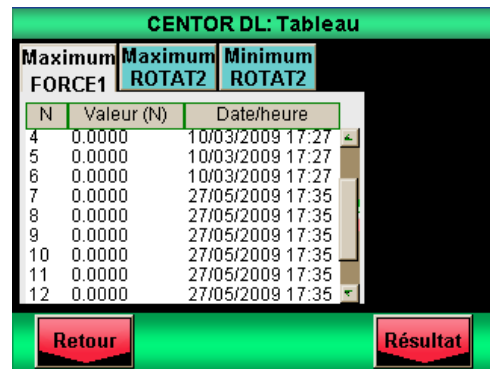 CENTOR DL: Tableau
Maximum FORCE1
Maximum ROTAT2
Minimum ROTAT2
N Valeur (N) Date/heure
4 0.0000 10/03/2009 17:27
5 0.0000 10/03/2009 17:27
6 0.0000 10/03/2009 17:27
7 0.0000 27/05/2009 17:35
8 0.0000 27/05/2009 17:35
9 0.0000 27/05/2009 17:35
10 0.0000 27/05/2009 17:35
11 0.0000 27/05/2009 17:35
12 0.0000 27/05/2009 17:35
Retour Résultat